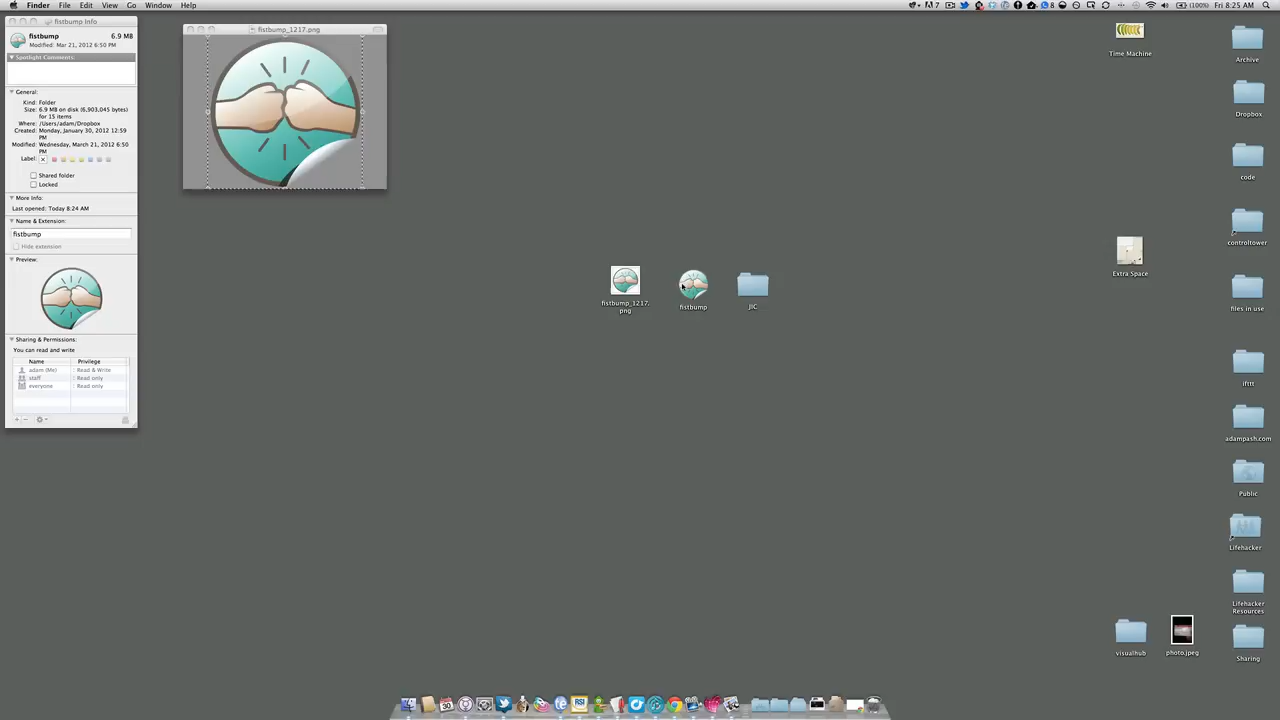 Finder File Edit View Go Window Help
7
8
(100%) Fri 8:25 AM
fistbump Info
fistbump 6.9 MB
Modified: Mar 21, 2012 6:50 PM
Spotlight Comments:
General:
Kind: Folder
Size: 6.9 MB on disk (6,903,045 bytes)
for 15 items
Where: /Users/adam/Dropbox
Created: Monday, January 30, 2012 12:59
PM
Modified: Wednesday, March 21, 2012 6:50
PM
Label:
Shared folder
Locked
More Info:
Last opened: Today 8:24 AM
Name & Extension:
fistbump
Hide extension
Preview:
Sharing & Permissions:
You can read and write
Name Privilege
adam (Me) Read & Write
staff Read only
everyone Read only
fistbump_1217.png
fistbump_1217.
png
fistbump
JIC
Time Machine
Extra Space
visualhub
photo.jpeg
Archive
Dropbox
code
controltower
files in use
ifttt
adampash.com
Public
Lifehacker
Lifehacker
Resources
Sharing
30
RSI